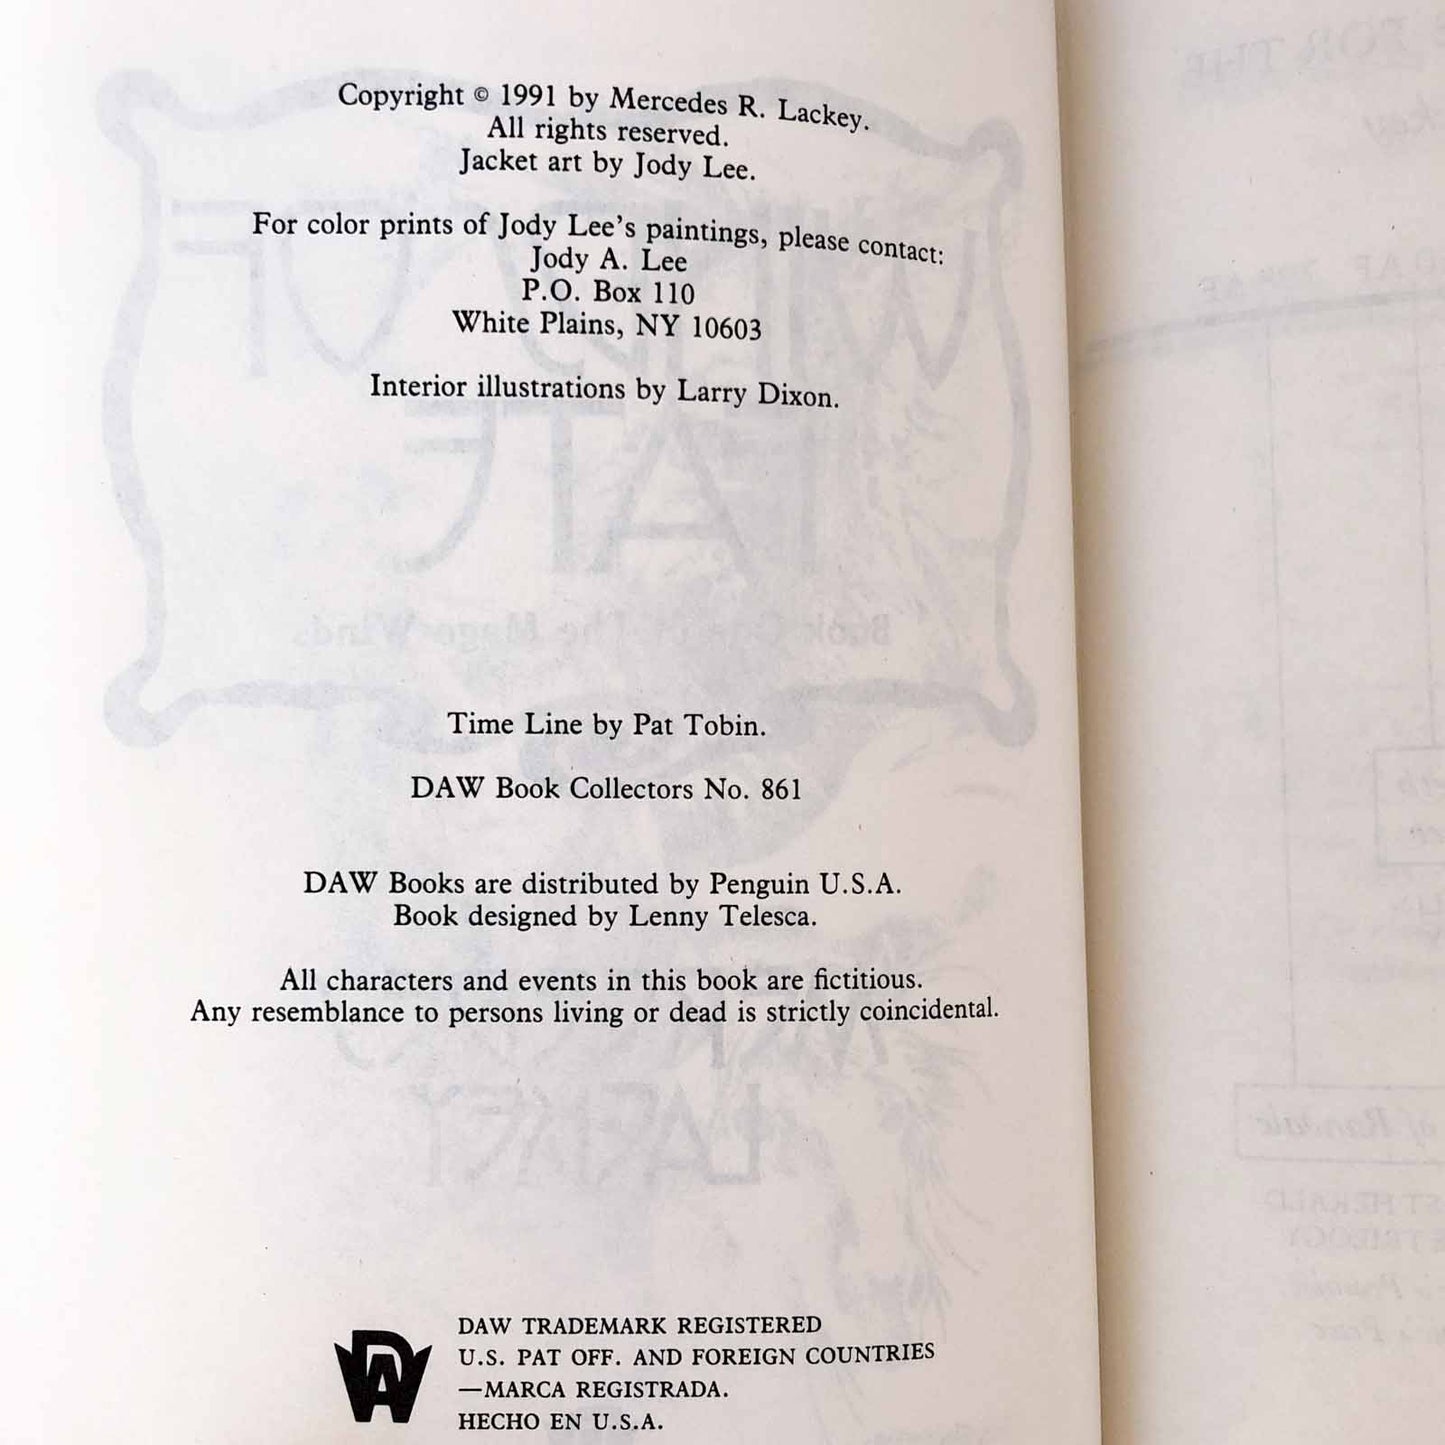 Copyright © 1991 by Mercedes R. Lackey.
All rights reserved.
Jacket art by Jody Lee.
For color prints of Jody Lee's paintings, please contact:
Jody A. Lee
P.O. Box 110
White Plains, NY 10603
Interior illustrations by Larry Dixon.
Time Line by Pat Tobin.
DAW Book Collectors No. 861
DAW Books are distributed by Penguin U.S.A.
Book designed by Lenny Telesca.
All characters and events in this book are fictitious.
Any resemblance to persons living or dead is strictly coincidental.
DAW
DAW TRADEMARK REGISTERED
U.S. PAT OFF. AND FOREIGN COUNTRIES
—MARCA REGISTRADA.
HECHO EN U.S.A.